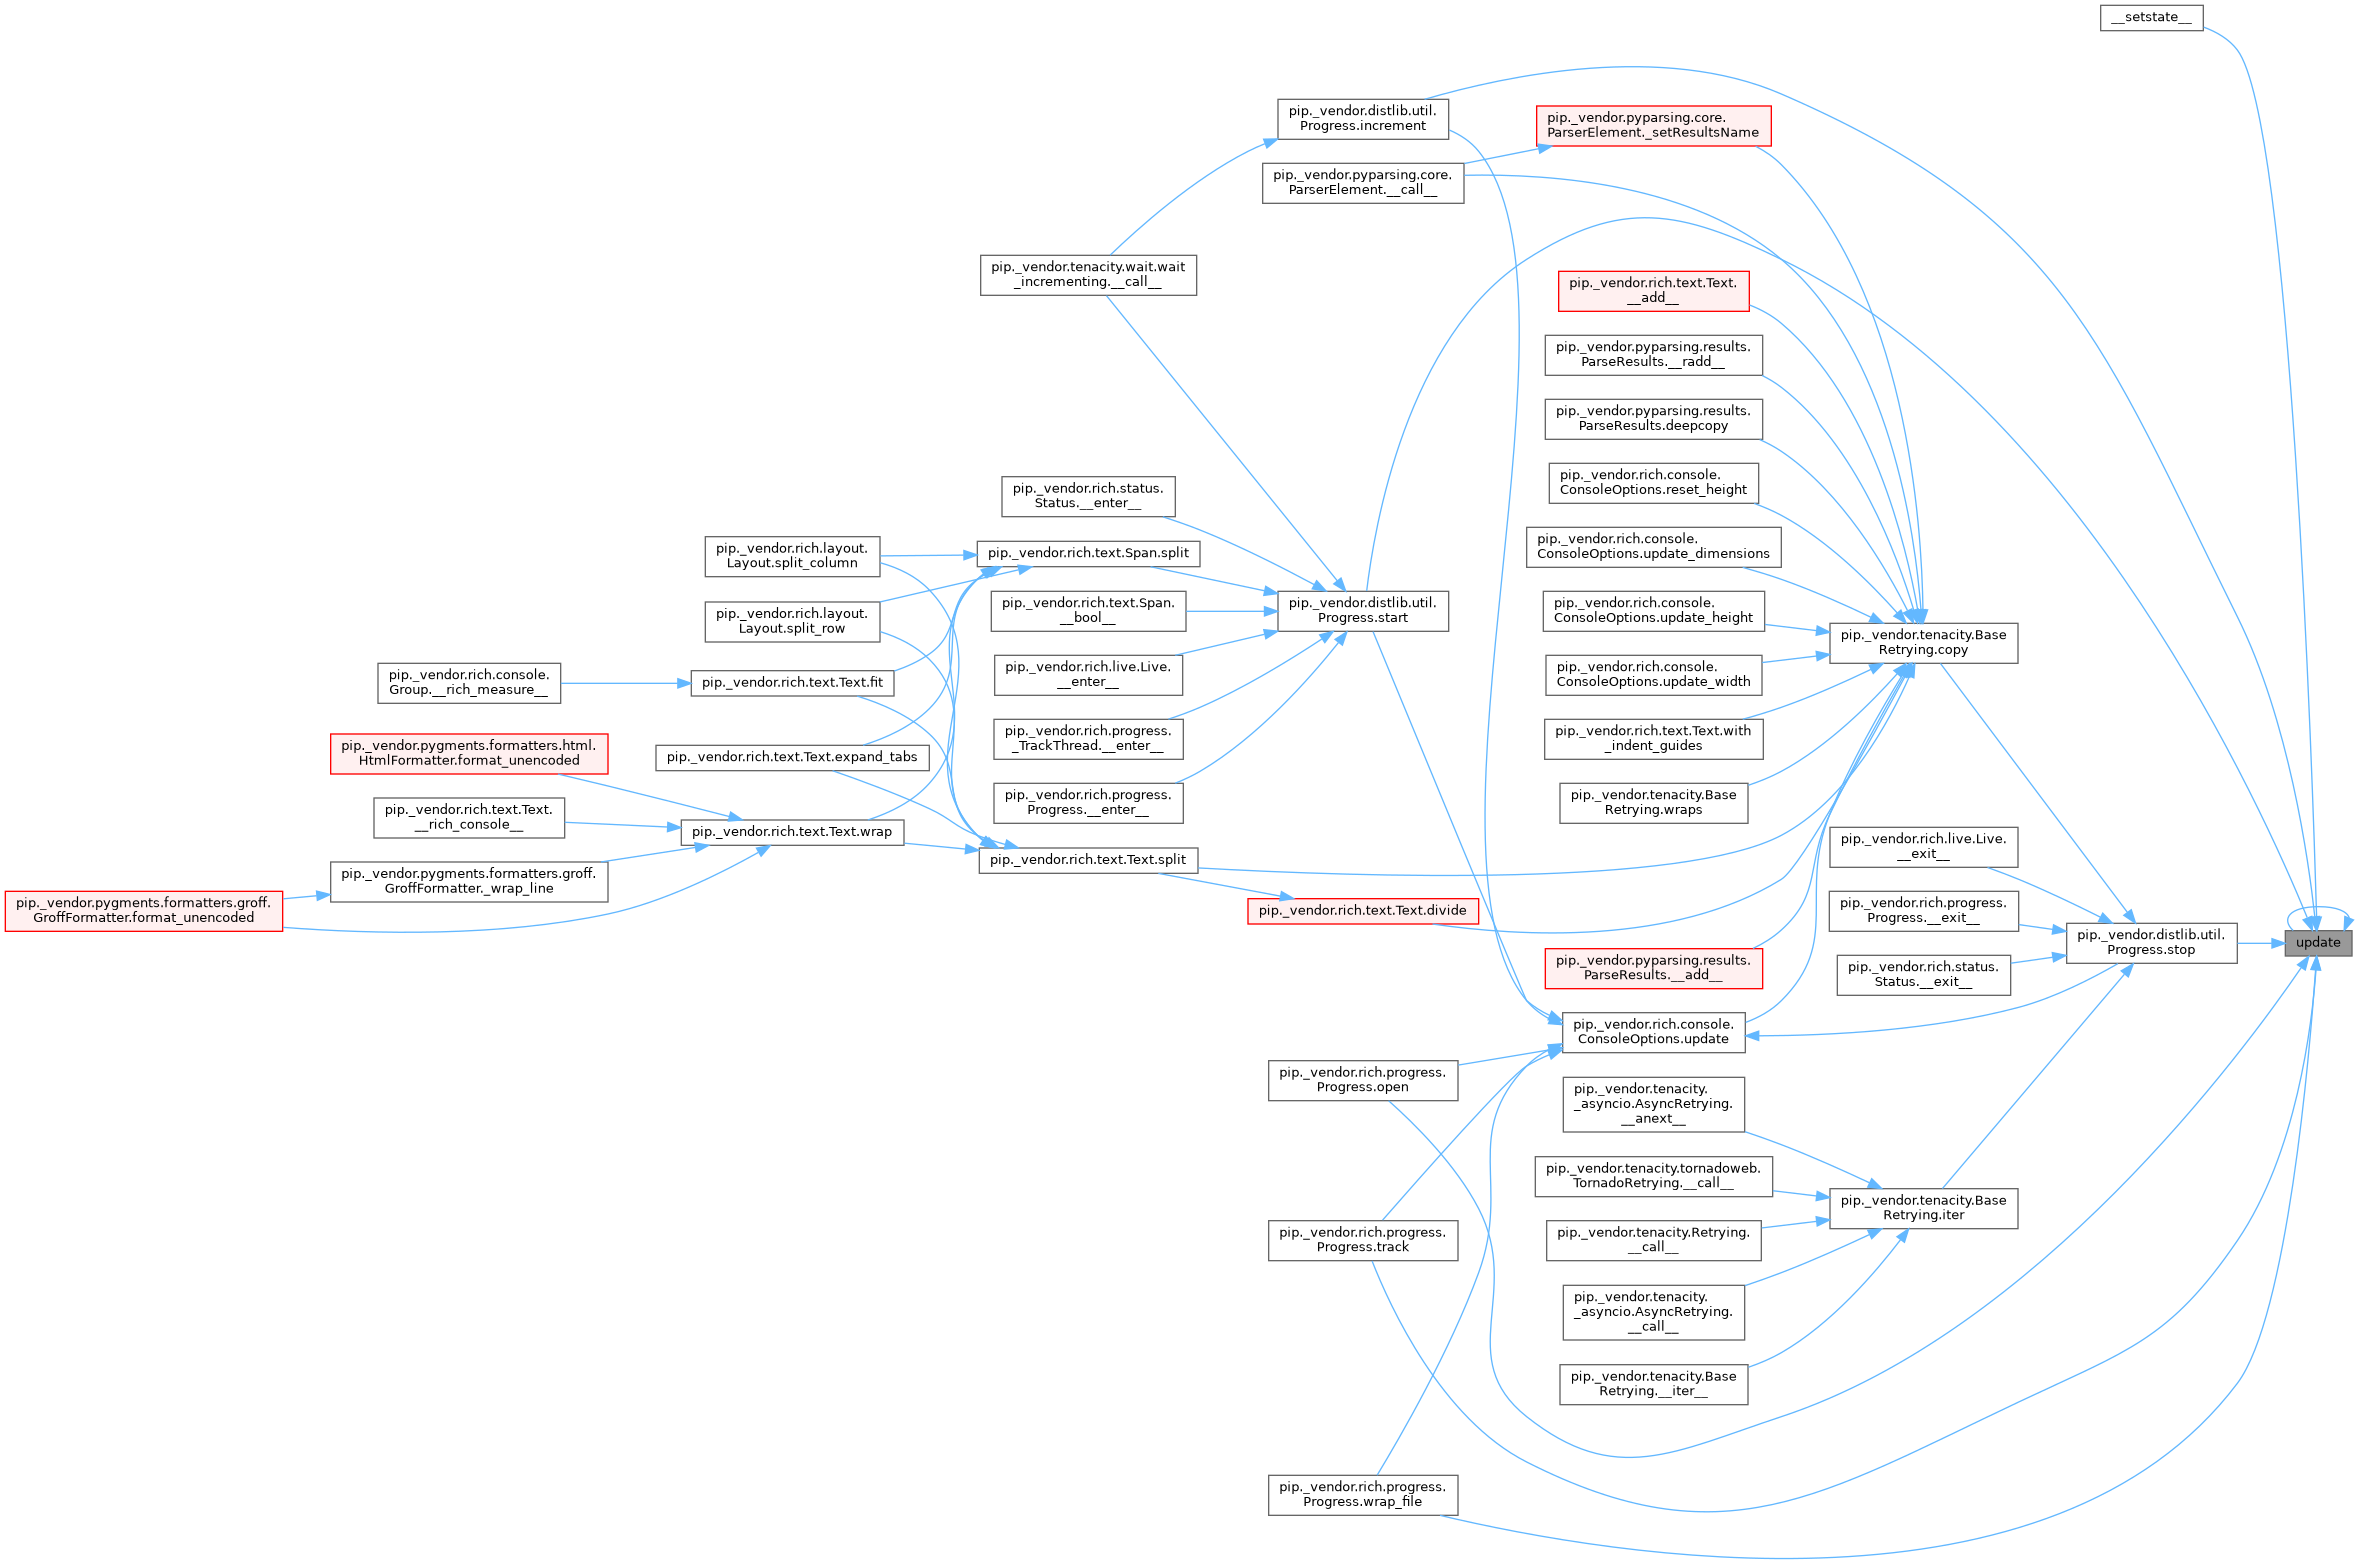 __setstate__
pip._vendor.distlib.util.
Progress.increment
pip._vendor.pyparsing.core.
ParserElement._setResultsName
pip._vendor.pyparsing.core.
ParserElement.__call__
pip._vendor.tenacity.wait.wait
_incrementing.__call__
pip._vendor.rich.text.Text.
__add__
pip._vendor.pyparsing.results.
ParseResults.__radd__
pip._vendor.pyparsing.results.
ParseResults.deepcopy
pip._vendor.rich.console.
ConsoleOptions.reset_height
pip._vendor.rich.status.
Status.__enter__
pip._vendor.rich.console.
ConsoleOptions.update_dimensions
pip._vendor.rich.layout.
Layout.split_column
pip._vendor.rich.text.Span.split
pip._vendor.rich.text.Span.
__bool__
pip._vendor.distlib.util.
Progress.start
pip._vendor.rich.console.
ConsoleOptions.update_height
pip._vendor.rich.layout.
Layout.split_row
pip._vendor.tenacity.Base
Retrying.copy
pip._vendor.rich.live.Live.
__enter__
pip._vendor.rich.console.
ConsoleOptions.update_width
pip._vendor.rich.console.
Group.__rich_measure__
pip._vendor.rich.text.Text.fit
pip._vendor.rich.progress.
_TrackThread.__enter__
pip._vendor.rich.text.Text.with
_indent_guides
pip._vendor.pygments.formatters.html.
HtmlFormatter.format_unencoded
pip._vendor.rich.text.Text.expand_tabs
pip._vendor.rich.progress.
Progress.__enter__
pip._vendor.tenacity.Base
Retrying.wraps
pip._vendor.rich.text.Text.
__rich_console__
pip._vendor.rich.text.Text.wrap
pip._vendor.rich.live.Live.
__exit__
pip._vendor.rich.text.Text.split
pip._vendor.pygments.formatters.groff.
GroffFormatter._wrap_line
pip._vendor.pygments.formatters.groff.
GroffFormatter.format_unencoded
pip._vendor.rich.text.Text.divide
pip._vendor.rich.progress.
Progress.__exit__
pip._vendor.distlib.util.
Progress.stop
update
pip._vendor.pyparsing.results.
ParseResults.__add__
pip._vendor.rich.status.
Status.__exit__
pip._vendor.rich.console.
ConsoleOptions.update
pip._vendor.rich.progress.
Progress.open
pip._vendor.tenacity.
_asyncio.AsyncRetrying.
__anext__
pip._vendor.tenacity.tornadoweb.
TornadoRetrying.__call__
pip._vendor.tenacity.Base
Retrying.iter
pip._vendor.rich.progress.
Progress.track
pip._vendor.tenacity.Retrying.
__call__
pip._vendor.tenacity.
_asyncio.AsyncRetrying.
__call__
pip._vendor.tenacity.Base
Retrying.__iter__
pip._vendor.rich.progress.
Progress.wrap_file